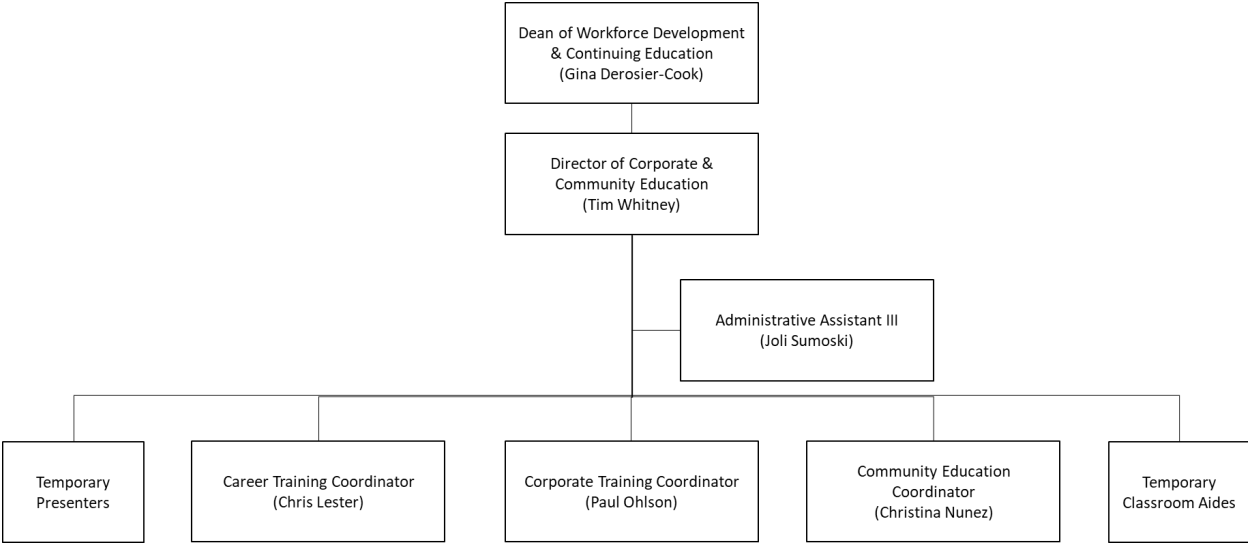 Dean of Workforce Development
& Continuing Education
(Gina Derosier-Cook)
Director of Corporate &
Community Education
(Tim Whitney)
Administrative Assistant III
(Joli Sumoski)
Temporary
Presenters
Career Training Coordinator
(Chris Lester)
Corporate Training Coordinator
(Paul Ohlson)
Community Education
Coordinator
(Christina Nunez)
Temporary
Classroom Aides